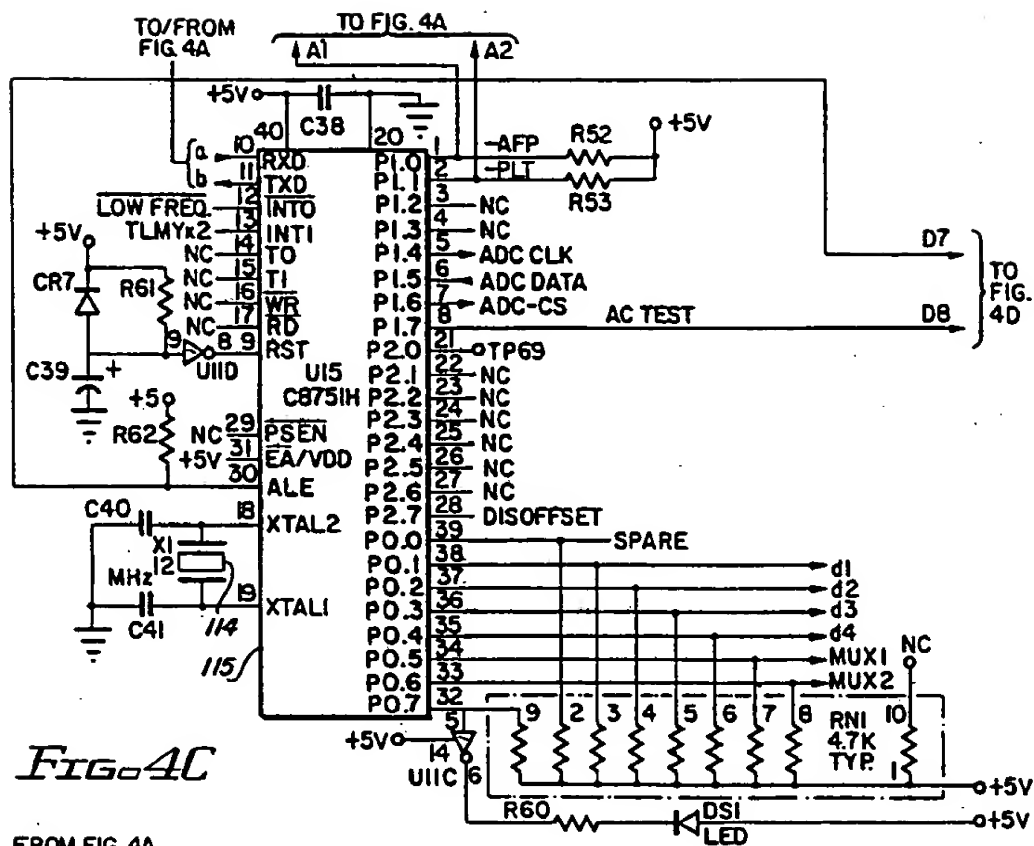 TO/FROM
FIG. 4A
TO FIG. 4A
A1
A2
+5V
C38
40
20
+5V
a
b
10
RXD
11
TXD
LOW FREQ.
12
INTO
TLMYx2
13
INT1
NC
14
TO
NC
15
T1
NC
16
WR
NC
17
RD
+5V
CR7
R61
C39
+
9
8
9
RST
U11D
U15
C8751H
+5
R62
NC
29
PSEN
+5V
31
EA/VDD
30
ALE
C40
18
XTAL2
X1
12
MHz
19
XTAL1
C41
114
115
P1.0
1
-AFP
R52
P1.1
2
-PLT
R53
P1.2
3
NC
P1.3
4
NC
P1.4
5
ADC CLK
P1.5
6
ADC DATA
P1.6
7
ADC-CS
P1.7
8
AC TEST
D7
D8
TO
FIG.
4D
P2.0
21
TP69
P2.1
22
NC
P2.2
23
NC
P2.3
24
NC
P2.4
25
NC
P2.5
26
NC
P2.6
27
NC
P2.7
28
DISOFFSET
P0.0
39
SPARE
P0.1
38
d1
P0.2
37
d2
P0.3
36
d3
P0.4
35
d4
P0.5
34
MUX1
P0.6
33
MUX2
P0.7
32
NC
9
2
3
4
5
6
7
8
RN1
4.7K
TYP.
10
1
+5V
+5V
14
5
U11C
6
R60
DS1
LED
+5V
FIG. 4C
FROM FIG. 4A